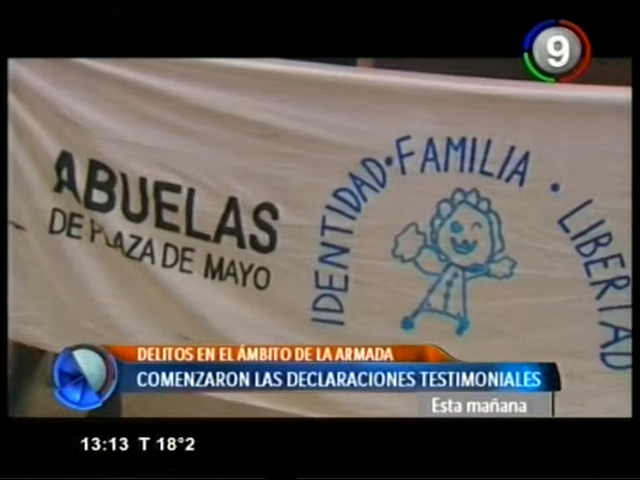 9
ABUELAS
DE PLAZA DE MAYO
IDENTIDAD • FAMILIA • LIBERTAD
DELITOS EN EL ÁMBITO DE LA ARMADA
COMENZARON LAS DECLARACIONES TESTIMONIALES
Esta mañana
13:13 T 18°2